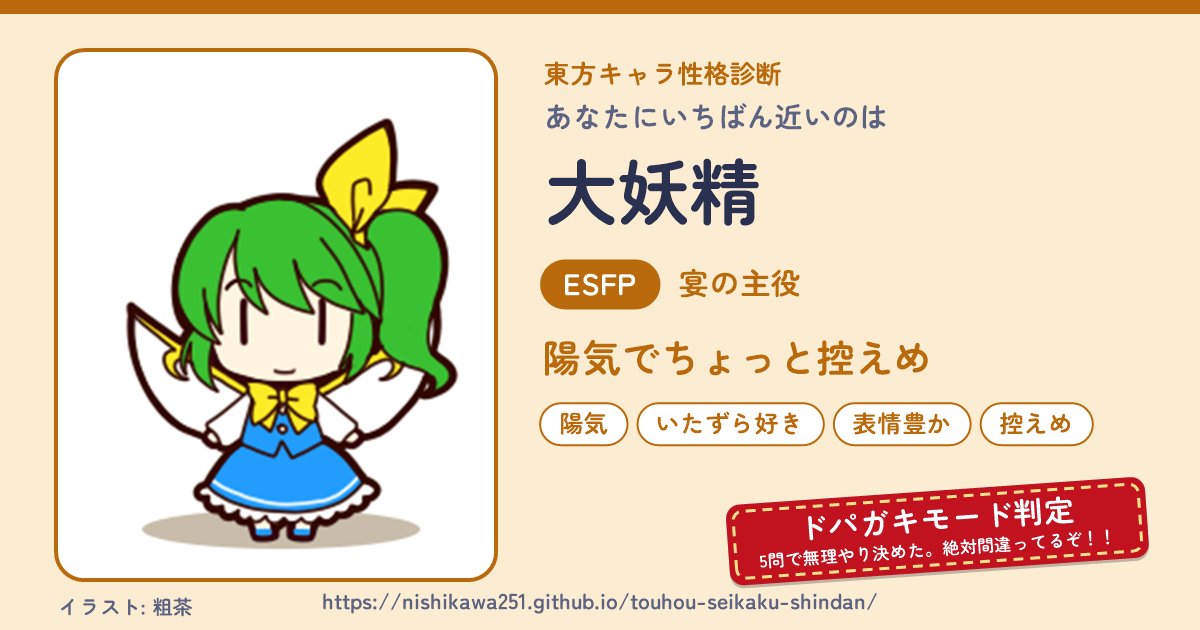 東方キャラ性格診断
あなたにいちばん近いのは
大妖精
ESFP 宴の主役
陽気でちょっと控えめ
陽気 いたずら好き 表情豊か 控えめ
ドパガキモード判定
5問で無理やり決めた。絶対間違ってるぞ！！
イラスト: 粗茶
https://nishikawa251.github.io/touhou-seikaku-shindan/